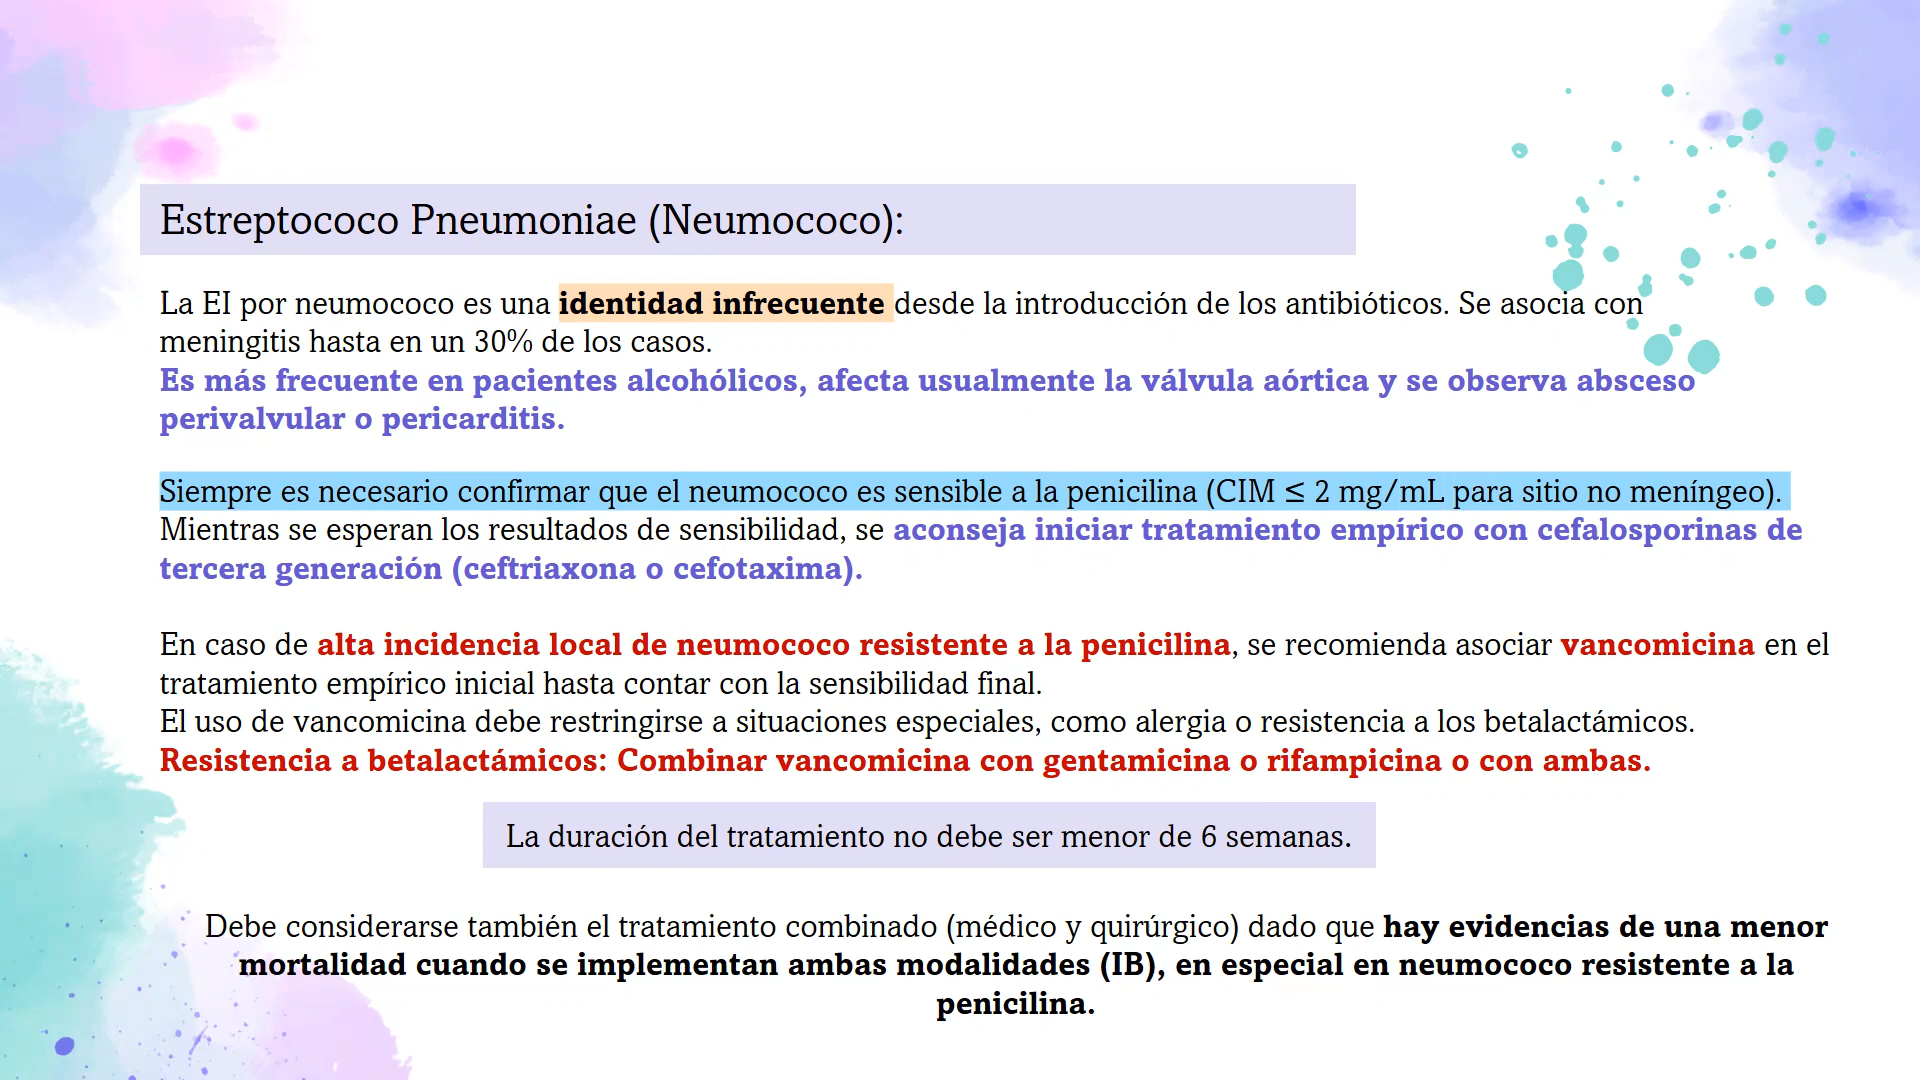 Estreptococo Pneumoniae (Neumococo):
La EI por neumococo es una identidad infrecuente desde la introducción de los antibióticos. Se asocia con
meningitis hasta en un 30% de los casos.
Es más frecuente en pacientes alcohólicos, afecta usualmente la válvula aórtica y se observa absceso
perivalvular o pericarditis.
Siempre es necesario confirmar que el neumococo es sensible a la penicilina (CIM ≤ 2 mg/mL para sitio no meníngeo).
Mientras se esperan los resultados de sensibilidad, se aconseja iniciar tratamiento empírico con cefalosporinas de
tercera generación (ceftriaxona o cefotaxima).
En caso de alta incidencia local de neumococo resistente a la penicilina, se recomienda asociar vancomicina en el
tratamiento empírico inicial hasta contar con la sensibilidad final.
El uso de vancomicina debe restringirse a situaciones especiales, como alergia o resistencia a los betalactámicos.
Resistencia a betalactámicos: Combinar vancomicina con gentamicina o rifampicina o con ambas.
La duración del tratamiento no debe ser menor de 6 semanas.
Debe considerarse también el tratamiento combinado (médico y quirúrgico) dado que hay evidencias de una menor
mortalidad cuando se implementan ambas modalidades (IB), en especial en neumococo resistente a la
penicilina.